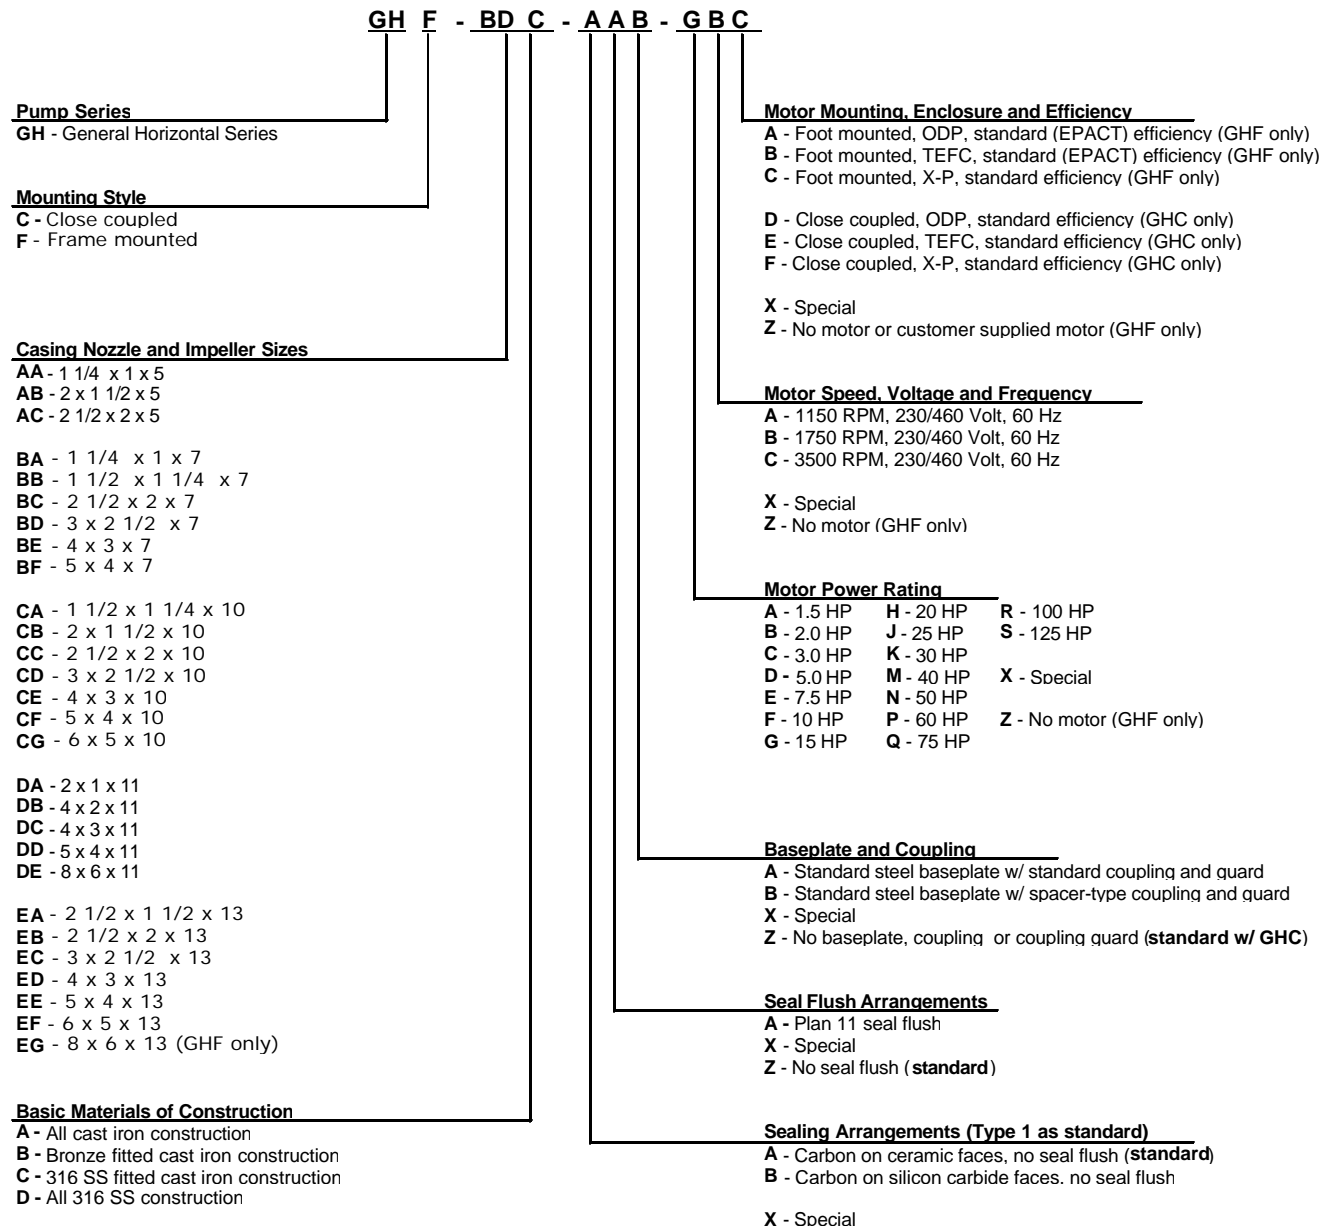 GH F - BD C - A A B - G B C
Pump Series
GH - General Horizontal Series
Mounting Style
C - Close coupled
F - Frame mounted
Casing Nozzle and Impeller Sizes
AA - 1 1/4 x 1 x 5
AB - 2 x 1 1/2 x 5
AC - 2 1/2 x 2 x 5
BA - 1 1/4 x 1 x 7
BB - 1 1/2 x 1 1/4 x 7
BC - 2 1/2 x 2 x 7
BD - 3 x 2 1/2 x 7
BE - 4 x 3 x 7
BF - 5 x 4 x 7
CA - 1 1/2 x 1 1/4 x 10
CB - 2 x 1 1/2 x 10
CC - 2 1/2 x 2 x 10
CD - 3 x 2 1/2 x 10
CE - 4 x 3 x 10
CF - 5 x 4 x 10
CG - 6 x 5 x 10
DA - 2 x 1 x 11
DB - 4 x 2 x 11
DC - 4 x 3 x 11
DD - 5 x 4 x 11
DE - 8 x 6 x 11
EA - 2 1/2 x 1 1/2 x 13
EB - 2 1/2 x 2 x 13
EC - 3 x 2 1/2 x 13
ED - 4 x 3 x 13
EE - 5 x 4 x 13
EF - 6 x 5 x 13
EG - 8 x 6 x 13 (GHF only)
Basic Materials of Construction
A - All cast iron construction
B - Bronze fitted cast iron construction
C - 316 SS fitted cast iron construction
D - All 316 SS construction
Motor Mounting, Enclosure and Efficiency
A - Foot mounted, ODP, standard (EPACT) efficiency (GHF only)
B - Foot mounted, TEFC, standard (EPACT) efficiency (GHF only)
C - Foot mounted, X-P, standard efficiency (GHF only)
D - Close coupled, ODP, standard efficiency (GHC only)
E - Close coupled, TEFC, standard efficiency (GHC only)
F - Close coupled, X-P, standard efficiency (GHC only)
X - Special
Z - No motor or customer supplied motor (GHF only)
Motor Speed, Voltage and Frequency
A - 1150 RPM, 230/460 Volt, 60 Hz
B - 1750 RPM, 230/460 Volt, 60 Hz
C - 3500 RPM, 230/460 Volt, 60 Hz
X - Special
Z - No motor (GHF only)
Motor Power Rating
A - 1.5 HP H - 20 HP R - 100 HP
B - 2.0 HP J - 25 HP S - 125 HP
C - 3.0 HP K - 30 HP
D - 5.0 HP M - 40 HP X - Special
E - 7.5 HP N - 50 HP
F - 10 HP P - 60 HP Z - No motor (GHF only)
G - 15 HP Q - 75 HP
Baseplate and Coupling
A - Standard steel baseplate w/ standard coupling and guard
B - Standard steel baseplate w/ spacer-type coupling and guard
X - Special
Z - No baseplate, coupling or coupling guard (standard w/ GHC)
Seal Flush Arrangements
A - Plan 11 seal flush
X - Special
Z - No seal flush (standard)
Sealing Arrangements (Type 1 as standard)
A - Carbon on ceramic faces, no seal flush (standard)
B - Carbon on silicon carbide faces, no seal flush
X - Special